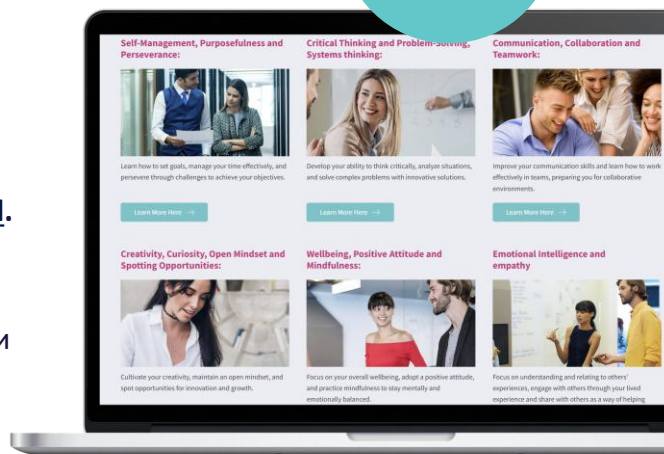 Self-Management, Purposefulness and
Perseverance:
Learn how to set goals, manage your time effectively, and
persevere through challenges to achieve your objectives.
Learn More Here →
Critical Thinking and Problem-Solving,
Systems thinking:
Develop your ability to think critically, analyze situations,
and solve complex problems with innovative solutions.
Learn More Here →
Communication, Collaboration and
Teamwork:
Improve your communication skills and learn how to work
effectively in teams, preparing you for collaborative
environments.
Learn More Here →
Creativity, Curiosity, Open Mindset and
Spotting Opportunities:
Cultivate your creativity, maintain an open mindset, and
spot opportunities for innovation and growth.
Wellbeing, Positive Attitude and
Mindfulness:
Focus on your overall wellbeing, adopt a positive attitude,
and practice mindfulness to stay mentally and
emotionally balanced.
Emotional Intelligence and
empathy
Focus on understanding and relating to others'
experiences, engage with others through your lived
experience and share with others as a way of helping